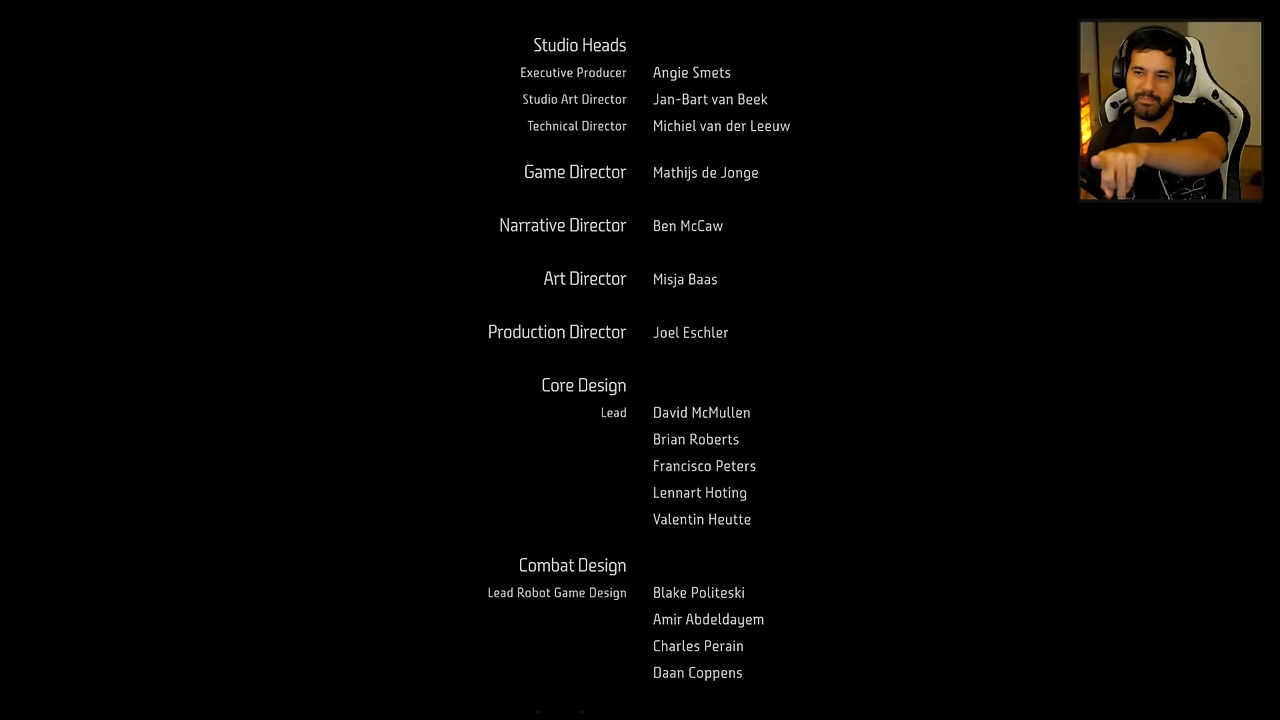 Studio Heads
Executive Producer Angie Smets
Studio Art Director Jan-Bart van Beek
Technical Director Michiel van der Leeuw
Game Director Mathijs de Jonge
Narrative Director Ben McCaw
Art Director Misja Baas
Production Director Joel Eschler
Core Design
Lead David McMullen
Brian Roberts
Francisco Peters
Lennart Hoting
Valentin Heutte
Combat Design
Lead Robot Game Design Blake Politeski
Amir Abdeldayem
Charles Perain
Daan Coppens